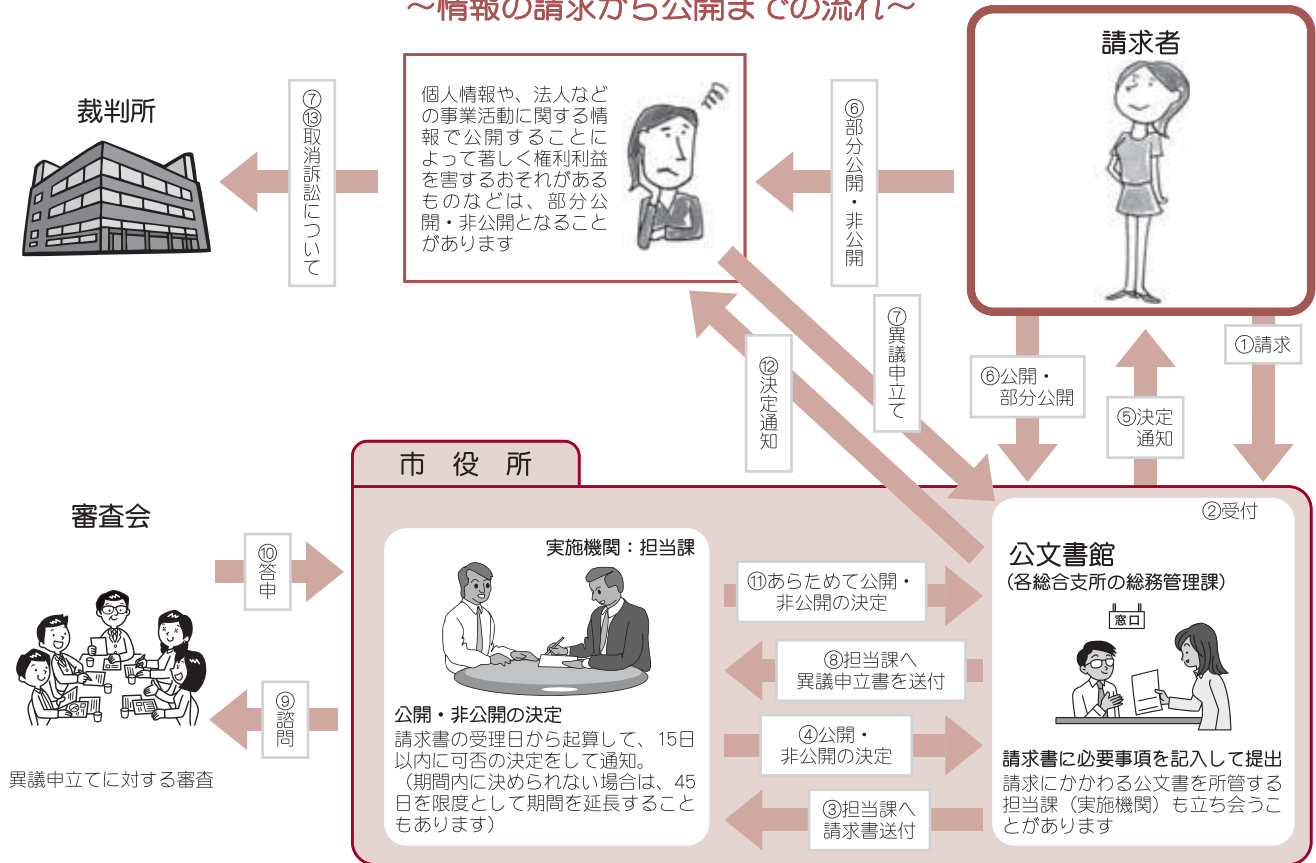 ～情報の請求から公開までの流れ～
請求者
裁判所
⑦⑬取消訴訟について
個人情報や、法人など
の事業活動に関する情
報で公開することに
よって著しく権利利益
を害するおそれがある
ものなどは、部分公
開・非公開となること
があります
⑥部分公開・非公開
⑦異議申立て
⑫決定通知
⑥公開・
部分公開
⑤決定
通知
①請求
市役所
審査会
⑩答申
⑨諮問
異議申立てに対する審査
実施機関：担当課
公開・非公開の決定
請求書の受理日から起算して、15日
以内に可否の決定をして通知。
（期間内に決められない場合は、45
日を限度として期間を延長すること
もあります）
⑪あらためて公開・
非公開の決定
⑧担当課へ
異議申立書を送付
④公開・
非公開の決定
③担当課へ
請求書送付
②受付
公文書館
（各総合支所の総務管理課）
窓口
請求書に必要事項を記入して提出
請求にかかわる公文書を所管する
担当課（実施機関）も立ち会うこ
とがあります